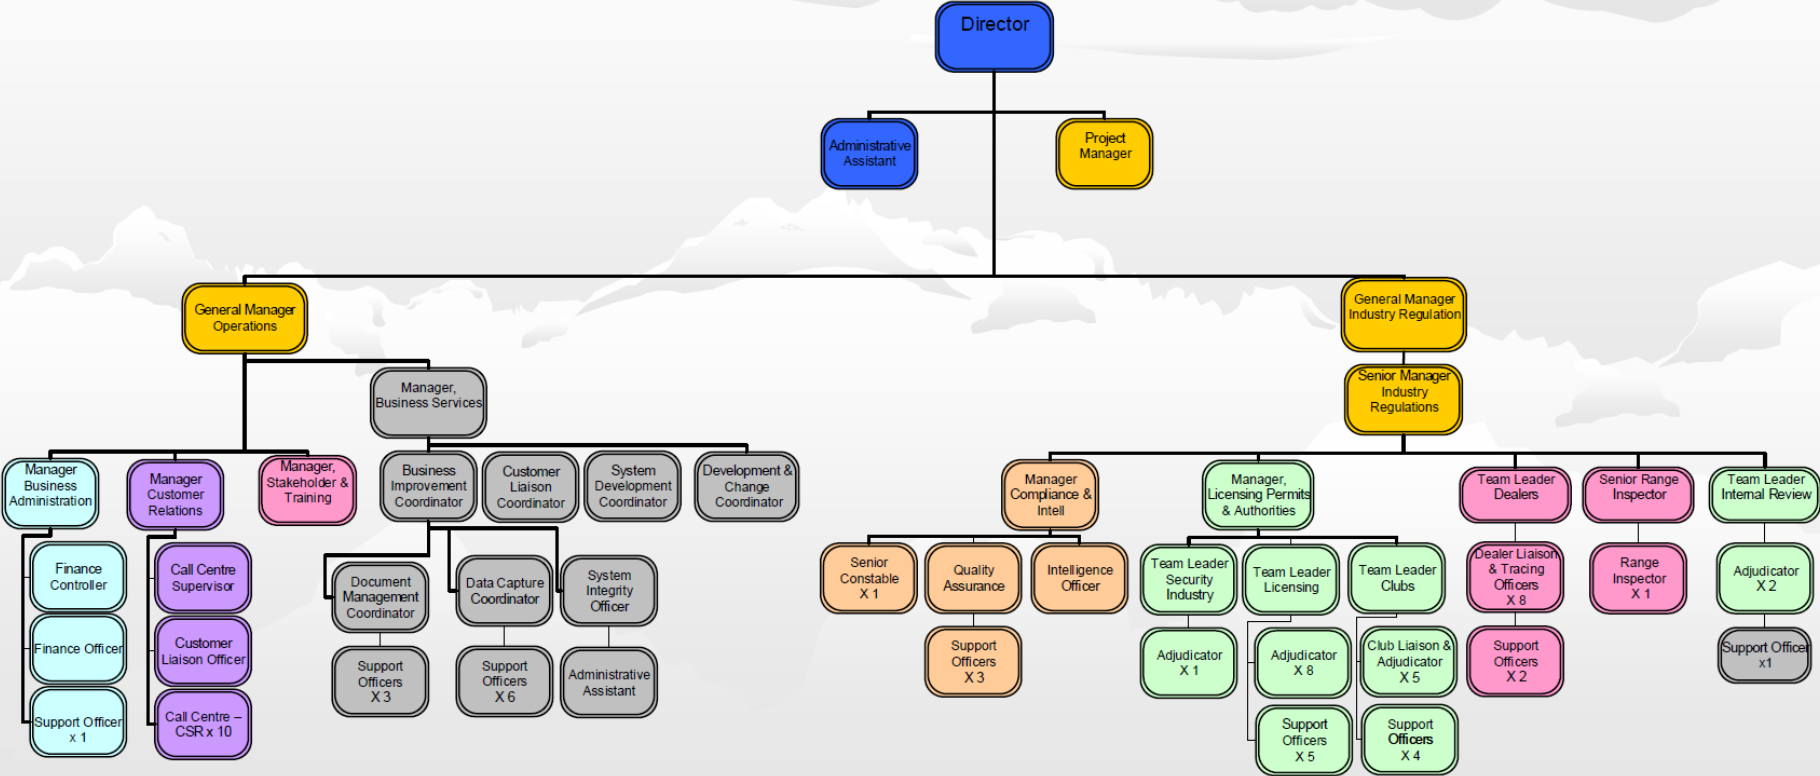 Director
Administrative
Assistant
Project
Manager
General Manager
Operations
General Manager
Industry Regulation
Manager,
Business Services
Senior Manager
Industry
Regulations
Manager
Business
Administration
Manager
Customer
Relations
Manager,
Stakeholder &
Training
Business
Improvement
Coordinator
Customer
Liaison
Coordinator
System
Development
Coordinator
Development &
Change
Coordinator
Manager
Compliance &
Intell
Manager,
Licensing Permits
& Authorities
Team Leader
Dealers
Senior Range
Inspector
Team Leader
Internal Review
Finance
Controller
Call Centre
Supervisor
Document
Management
Coordinator
Data Capture
Coordinator
System
Integrity
Officer
Senior
Constable
X 1
Quality
Assurance
Intelligence
Officer
Team Leader
Security
Industry
Team Leader
Licensing
Team Leader
Clubs
Dealer Liaison
& Tracing
Officers
X 8
Range
Inspector
X 1
Adjudicator
X 2
Finance Officer
Customer
Liaison Officer
Support
Officers
X 3
Support
Officers
X 6
Administrative
Assistant
Support
Officers
X 3
Adjudicator
X 1
Adjudicator
X 8
Club Liaison &
Adjudicator
X 5
Support
Officers
X 2
Support Officer
x1
Support Officer
x 1
Call Centre –
CSR x 10
Support
Officers
X 5
Support
Officers
X 4